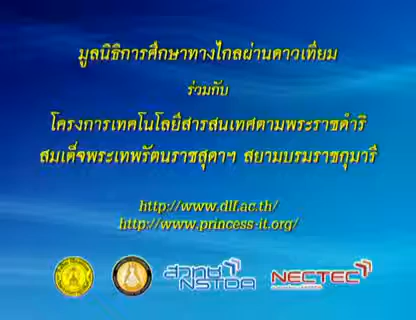 มูลนิธิการศึกษาทางไกลผ่านดาวเทียม
ร่วมกับ
โครงการเทคโนโลยีสารสนเทศตามพระราชดำริ
สมเด็จพระเทพรัตนราชสุดาฯ สยามบรมราชกุมารี
http://www.dlf.ac.th/
http://www.princess-it.org/
สวทช NECTEC
NSTDA